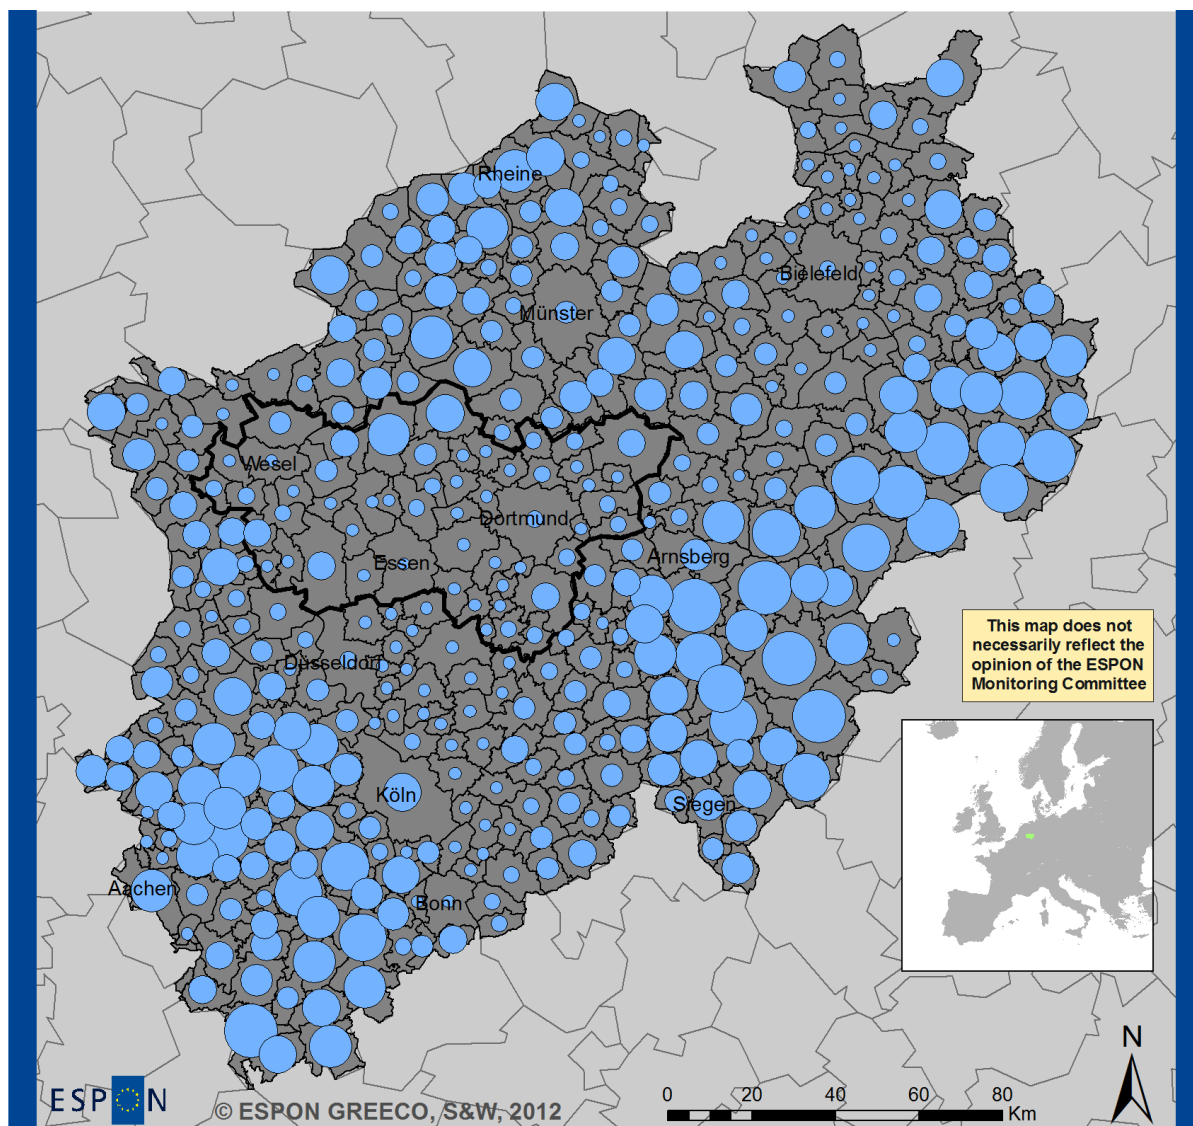 Rheine
Bielefeld
Münster
Wesel
Dortmund
Essen
Arnsberg
This map does not
necessarily reflect the
opinion of the ESPON
Monitoring Committee
Düsseldorf
Köln
Siegen
Aachen
Bonn
N
0 20 40 60 80
Km
ESPON
© ESPON GREECO, S&W, 2012